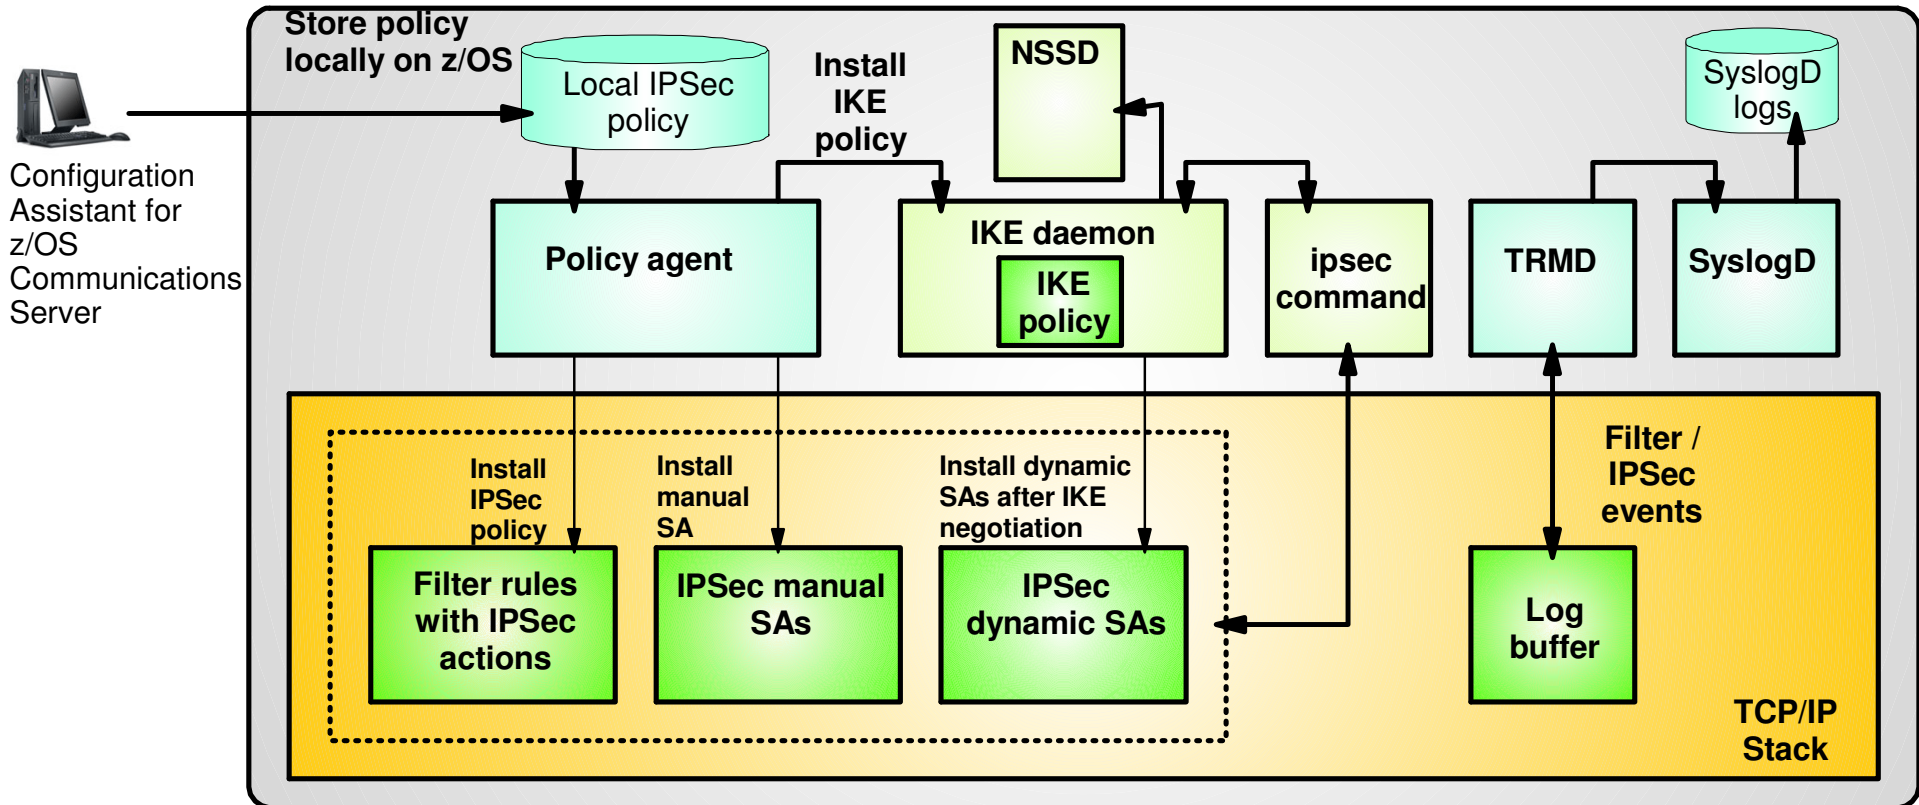 Store policy
locally on z/OS
Local IPSec
policy
Install
IKE
policy
NSSD
SyslogD
logs
Configuration
Assistant for
z/OS
Communications
Server
Policy agent
IKE daemon
IKE
policy
ipsec
command
TRMD
SyslogD
Install
IPSec
policy
Install
manual
SA
Install dynamic
SAs after IKE
negotiation
Filter /
IPSec
events
Filter rules
with IPSec
actions
IPSec manual
SAs
IPSec
dynamic SAs
Log
buffer
TCP/IP
Stack